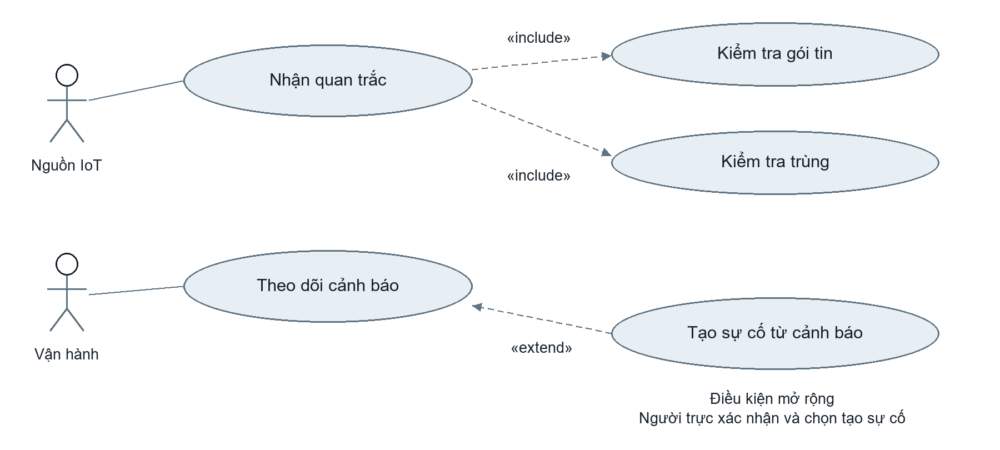 «include»
Kiểm tra gói tin
Nhận quan trắc
Nguồn IoT
Kiểm tra trùng
«include»
Theo dõi cảnh báo
Tạo sự cố từ cảnh báo
«extend»
Vận hành
Điều kiện mở rộng
Người trực xác nhận và chọn tạo sự cố